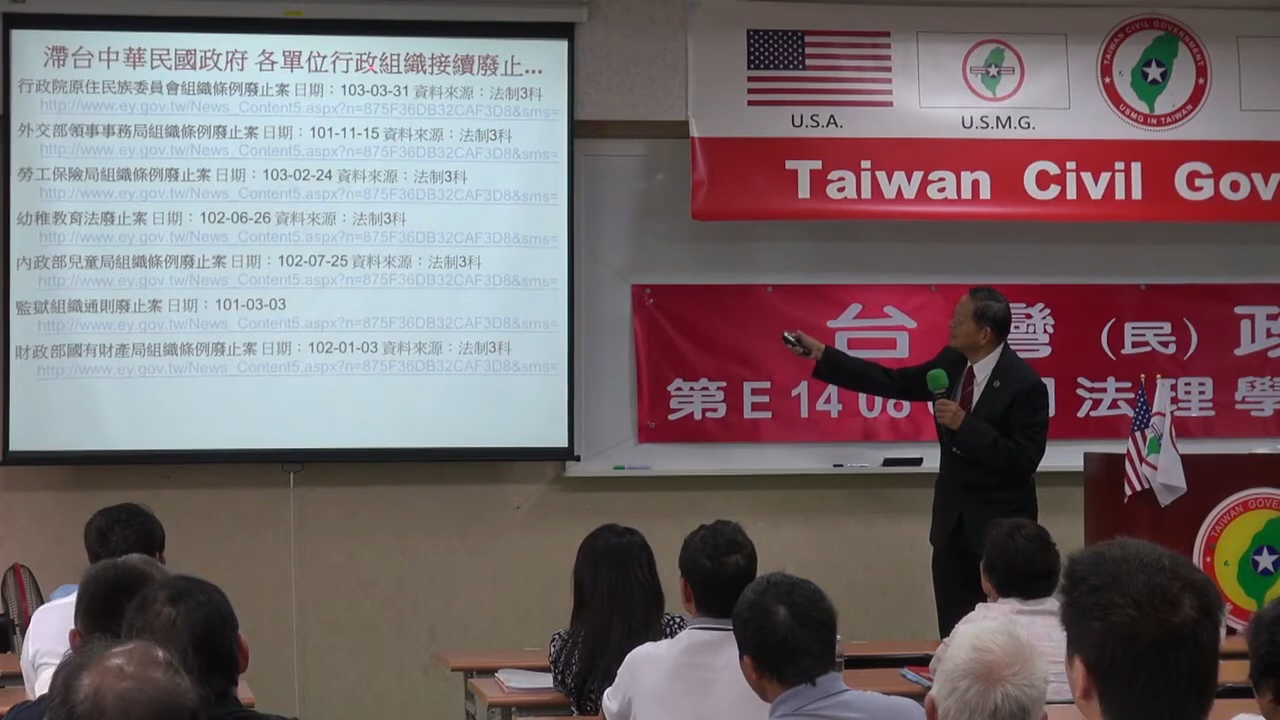 滯台中華民國政府 各單位行政組織接續廢止...
行政院原住民族委員會組織條例廢止案 日期：103-03-31 資料來源：法制3科
http://www.ey.gov.tw/News_Content5.aspx?n=875F36DB32CAF3D8&sms=
外交部領事事務局組織條例廢止案 日期：101-11-15 資料來源：法制3科
http://www.ey.gov.tw/News_Content5.aspx?n=875F36DB32CAF3D8&sms=
勞工保險局組織條例廢止案 日期：103-02-24 資料來源：法制3科
http://www.ey.gov.tw/News_Content5.aspx?n=875F36DB32CAF3D8&sms=
幼稚教育法廢止案 日期：102-06-26 資料來源：法制3科
http://www.ey.gov.tw/News_Content5.aspx?n=875F36DB32CAF3D8&sms=
內政部兒童局組織條例廢止案 日期：102-07-25 資料來源：法制3科
http://www.ey.gov.tw/News_Content5.aspx?n=875F36DB32CAF3D8&sms=
監獄組織通則廢止案 日期：101-03-03
http://www.ey.gov.tw/News_Content5.aspx?n=875F36DB32CAF3D8&sms=
財政部國有財產局組織條例廢止案 日期：102-01-03 資料來源：法制3科
http://www.ey.gov.tw/News_Content5.aspx?n=875F36DB32CAF3D8&sms=
U.S.A.
U.S.M.G.
TAIWAN CIVIL GOVERNMENT
USMG IN TAIWAN
Taiwan Civil Gov
台灣（民）政
第E 14 08 法理學
TAIWAN GOVER